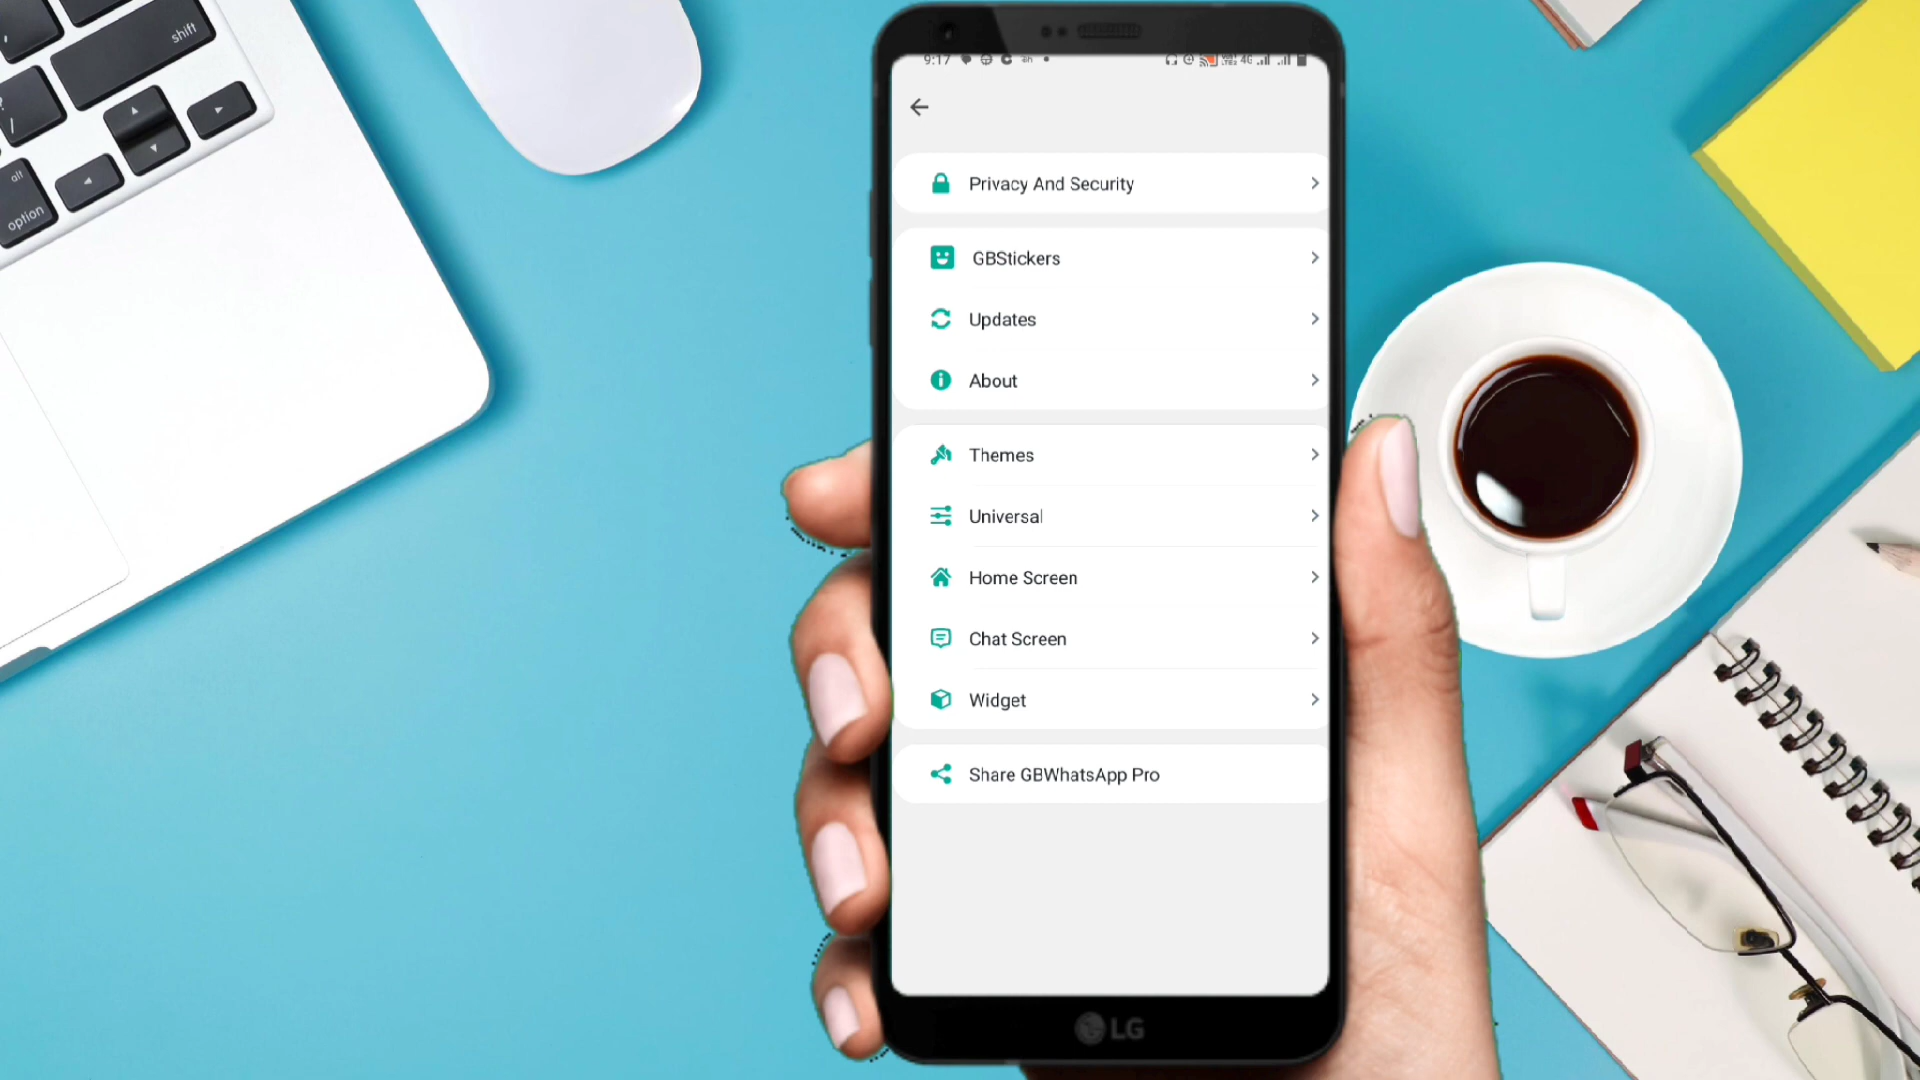 shift
alt
option
9:17
4G
Privacy And Security
GBStickers
Updates
About
Themes
Universal
Home Screen
Chat Screen
Widget
Share GBWhatsApp Pro
LG